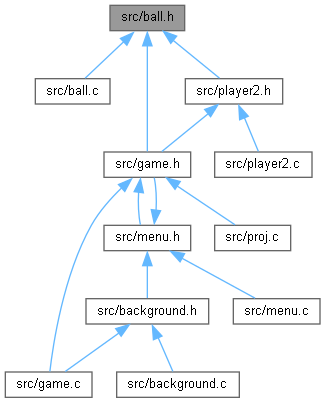 src/ball.h
src/ball.c
src/player2.h
src/game.h
src/player2.c
src/menu.h
src/proj.c
src/background.h
src/menu.c
src/game.c
src/background.c